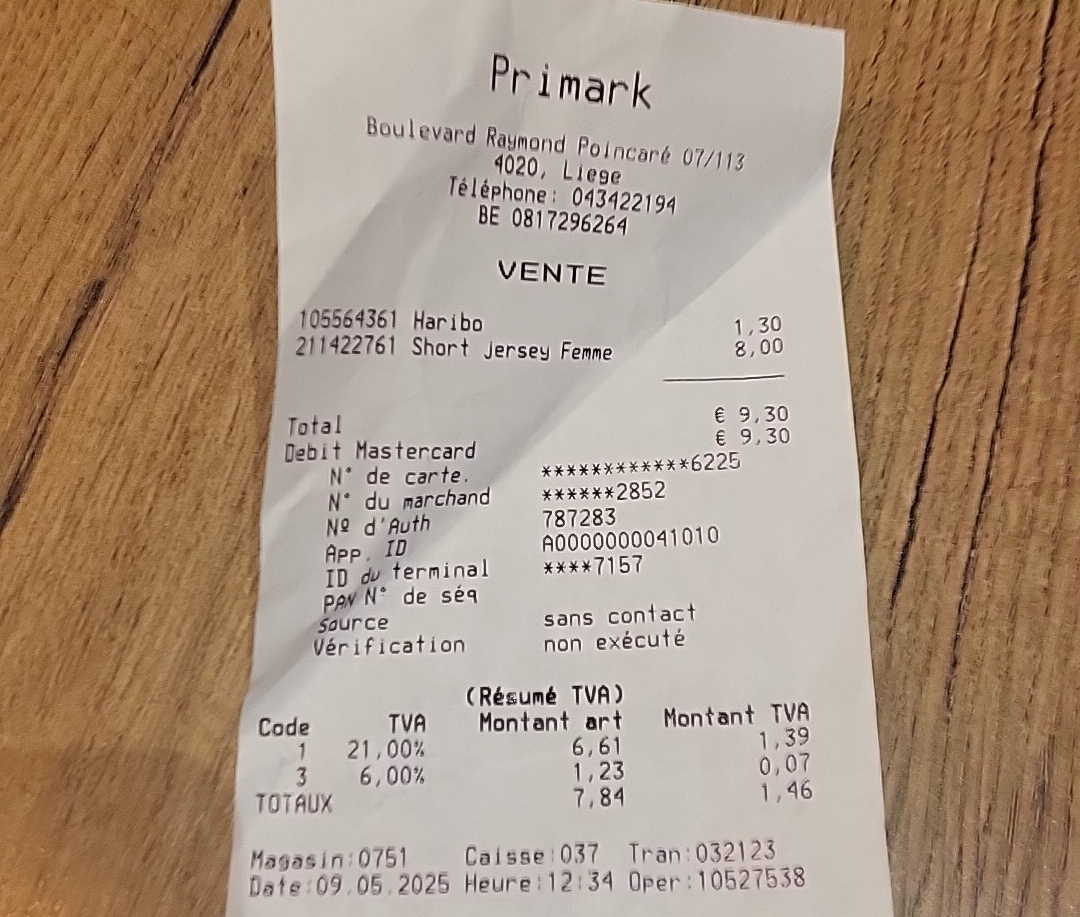 Primark
Boulevard Raymond Poincaré 07/113
4020, Liege
Téléphone: 043422194
BE 0817296264
VENTE
105564361 Haribo 1,30
211422761 Short Jersey Femme 8,00
Total € 9,30
Debit Mastercard € 9,30
N° de carte. ************6225
N° du marchand ******2852
Nº d'Auth 787283
App. ID A0000000041010
ID du terminal ****7157
PAN N° de séq
Source sans contact
Vérification non exécuté
(Résumé TVA)
Code TVA Montant art Montant TVA
1 21,00% 6,61 1,39
3 6,00% 1,23 0,07
TOTAUX 7,84 1,46
Magasin:0751 Caisse:037 Tran:032123
Date:09.05.2025 Heure:12:34 Oper:10527538